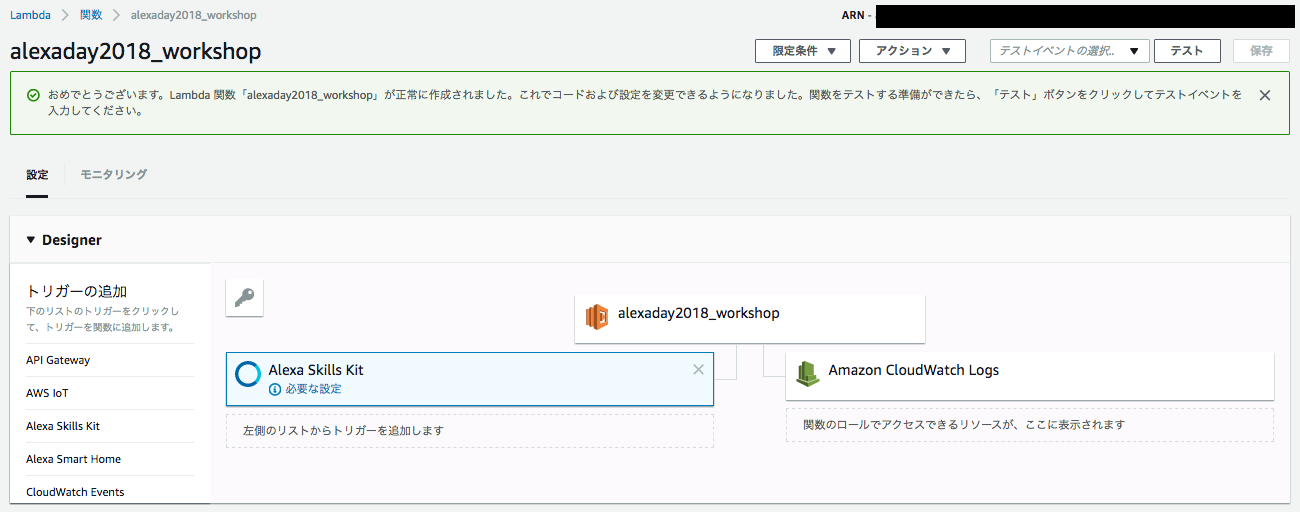 Lambda 関数 alexaday2018_workshop ARN -
alexaday2018_workshop 限定条件 アクション テストイベントの選択.. テスト 保存
おめでとうございます。Lambda 関数「alexaday2018_workshop」が正常に作成されました。これでコードおよび設定を変更できるようになりました。関数をテストする準備ができたら、「テスト」ボタンをクリックしてテストイベントを
入力してください。
設定 モニタリング
Designer
トリガーの追加
下のリストのトリガーをクリックし
て、トリガーを関数に追加します。
API Gateway
AWS IoT
Alexa Skills Kit
Alexa Smart Home
CloudWatch Events
alexaday2018_workshop
Alexa Skills Kit
必要な設定
左側のリストからトリガーを追加します
Amazon CloudWatch Logs
関数のロールでアクセスできるリソースが、ここに表示されます